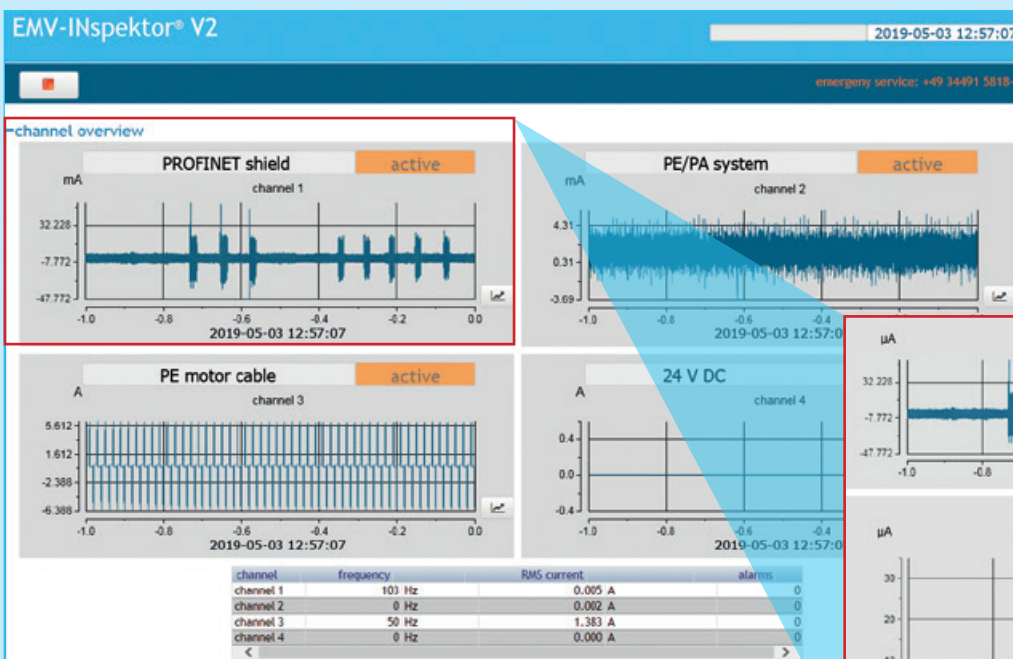 EMV-INspektor® V2
2019-05-03 12:57:07
emergeny service: +49 34491 5818-
channel overview
PROFINET shield active
channel 1
mA
32.228
-7.772
-47.772
-1.0 -0.8 -0.6 -0.4 -0.2 0.0
2019-05-03 12:57:07
PE/PA system active
channel 2
mA
4.31
0.31
-3.69
-1.0 -0.8 -0.6 -0.4
2019-05-03 12:57:0
PE motor cable active
channel 3
A
5.612
1.612
-2.388
-6.388
-1.0 -0.8 -0.6 -0.4 -0.2 0.0
2019-05-03 12:57:07
24 V DC
channel 4
A
0.4
0.0
-0.4
-1.0 -0.8 -0.6 -0.4
2019-05-03 12:57:0
µA
32.228
-7.772
-47.772
-1.0 -0.8
µA
30
20
channel frequency RMS current alarms
channel 1 103 Hz 0.005 A 0
channel 2 0 Hz 0.002 A 0
channel 3 50 Hz 1.383 A 0
channel 4 0 Hz 0.000 A 0